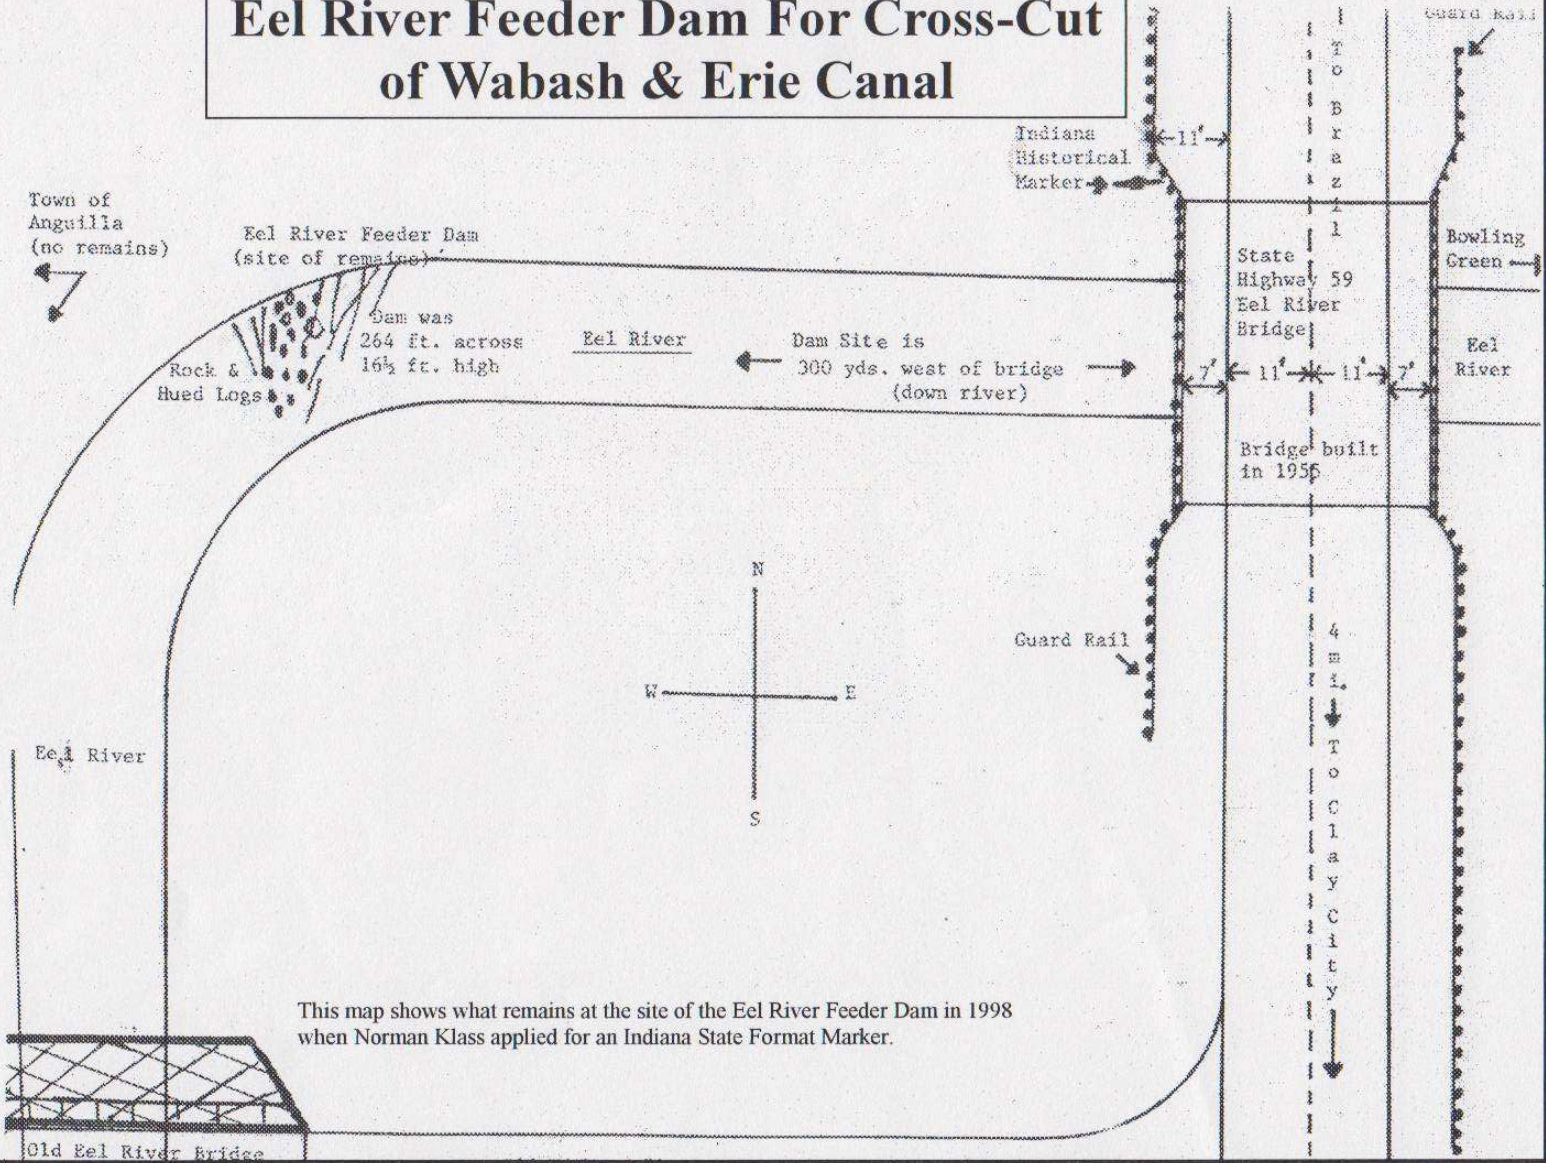 Eel River Feeder Dam For Cross-Cut
of Wabash & Erie Canal
Guard Rail
To Brazil
Indiana
Historical
Marker
11'
Town of
Anguilla
(no remains)
Eel River Feeder Dam
(site of remains)
Bowling
Green
State
Highway 59
Eel River
Bridge
Dam was
264 ft. across
16½ ft. high
Eel River
Dam Site is
300 yds. west of bridge
(down river)
Eel
River
Rock &
Hued Logs
7' 11' 11' 7'
Bridge built
in 1956
N
W E
S
Guard Rail
4 mi.
To Clay City
Eel River
This map shows what remains at the site of the Eel River Feeder Dam in 1998
when Norman Klass applied for an Indiana State Format Marker.
Old Eel River Bridge